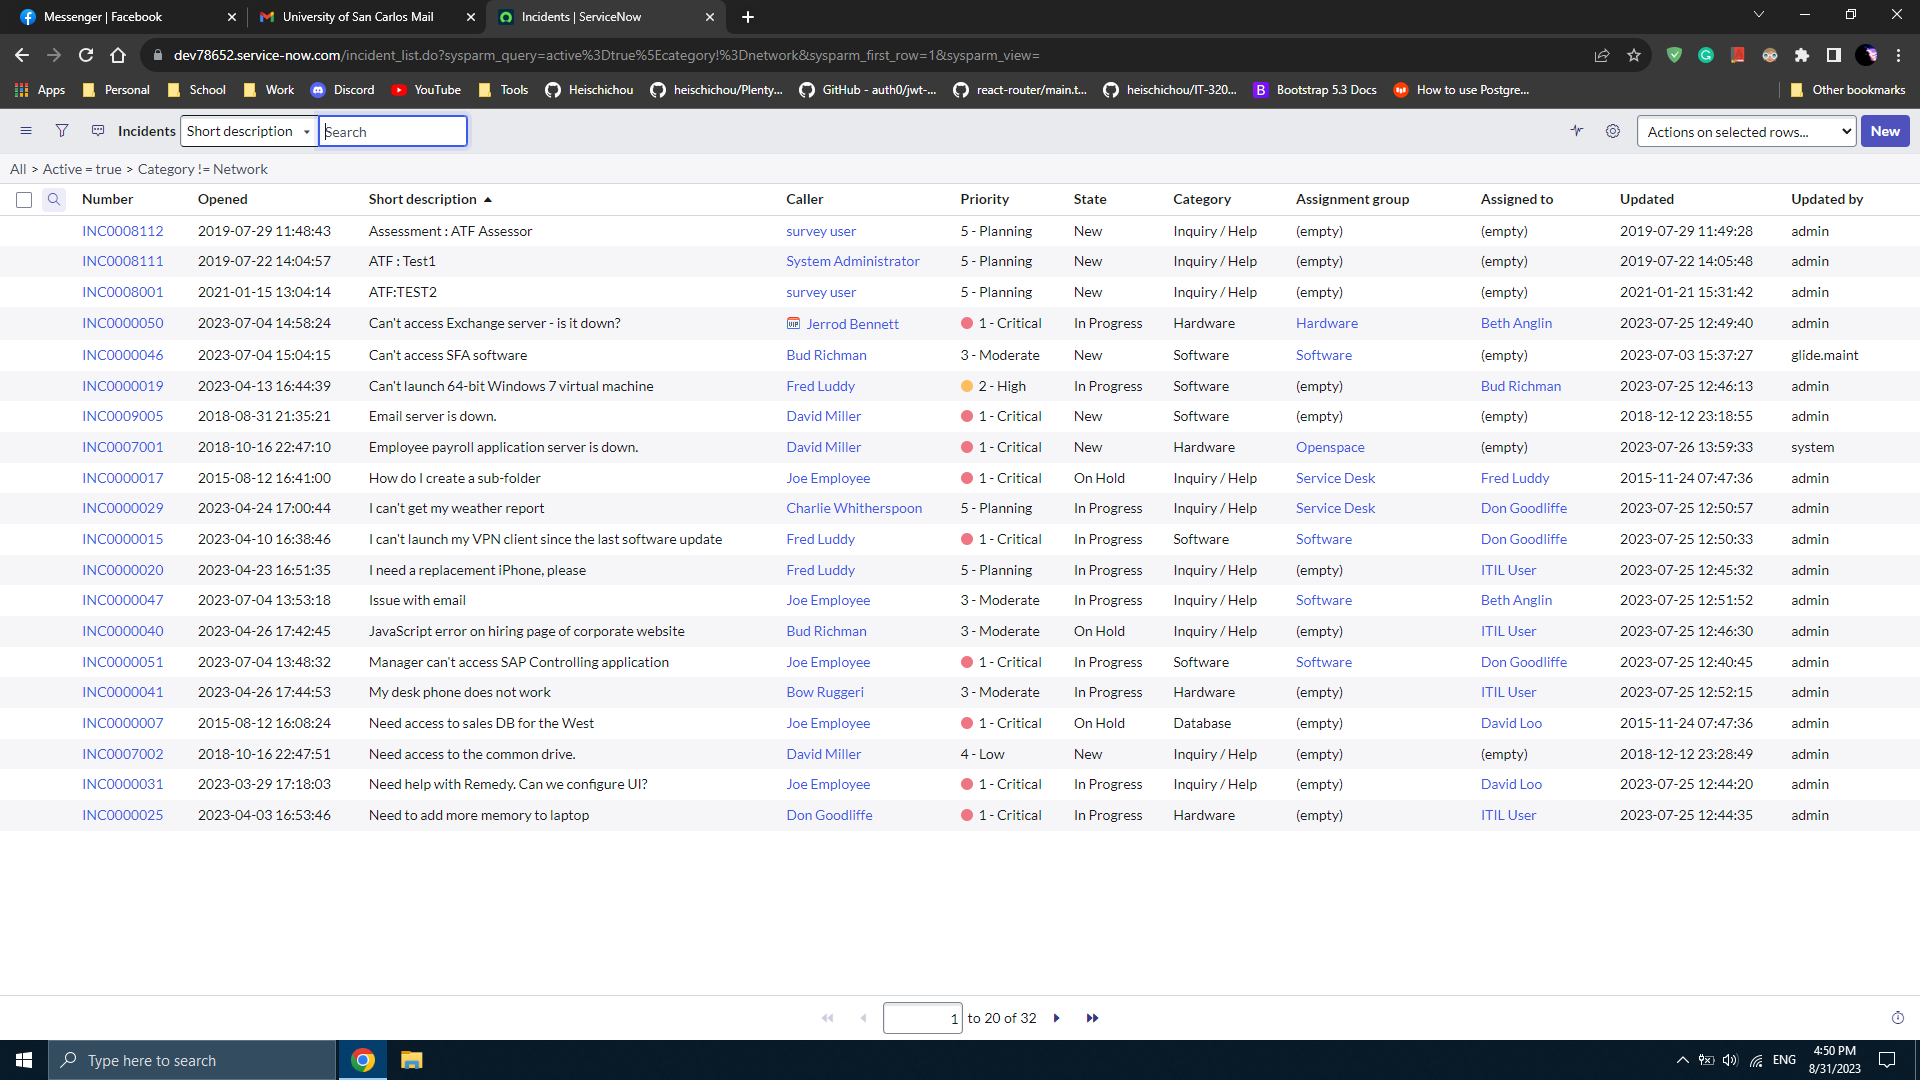 Messenger | Facebook
University of San Carlos Mail
Incidents | ServiceNow
dev78652.service-now.com/incident_list.do?sysparm_query=active%3Dtrue%5Ecategory!%3Dnetwork&sysparm_first_row=1&sysparm_view=
Apps Personal School Work Discord YouTube Tools Heischichou heischichou/Plenty... GitHub - auth0/jwt-... react-router/main.t... heischichou/IT-320... Bootstrap 5.3 Docs How to use Postgre... Other bookmarks
Incidents Short description Search Actions on selected rows... New
All > Active = true > Category != Network
Number Opened Short description Caller Priority State Category Assignment group Assigned to Updated Updated by
INC0008112 2019-07-29 11:48:43 Assessment : ATF Assessor survey user 5 - Planning New Inquiry / Help (empty) (empty) 2019-07-29 11:49:28 admin
INC0008111 2019-07-22 14:04:57 ATF : Test1 System Administrator 5 - Planning New Inquiry / Help (empty) (empty) 2019-07-22 14:05:48 admin
INC0008001 2021-01-15 13:04:14 ATF:TEST2 survey user 5 - Planning New Inquiry / Help (empty) (empty) 2021-01-21 15:31:42 admin
INC0000050 2023-07-04 14:58:24 Can't access Exchange server - is it down? VIP Jerrod Bennett 1 - Critical In Progress Hardware Hardware Beth Anglin 2023-07-25 12:49:40 admin
INC0000046 2023-07-04 15:04:15 Can't access SFA software Bud Richman 3 - Moderate New Software Software (empty) 2023-07-03 15:37:27 glide.maint
INC0000019 2023-04-13 16:44:39 Can't launch 64-bit Windows 7 virtual machine Fred Luddy 2 - High In Progress Software (empty) Bud Richman 2023-07-25 12:46:13 admin
INC0009005 2018-08-31 21:35:21 Email server is down. David Miller 1 - Critical New Software (empty) (empty) 2018-12-12 23:18:55 admin
INC0007001 2018-10-16 22:47:10 Employee payroll application server is down. David Miller 1 - Critical New Hardware Openspace (empty) 2023-07-26 13:59:33 system
INC0000017 2015-08-12 16:41:00 How do I create a sub-folder Joe Employee 1 - Critical On Hold Inquiry / Help Service Desk Fred Luddy 2015-11-24 07:47:36 admin
INC0000029 2023-04-24 17:00:44 I can't get my weather report Charlie Whitherspoon 5 - Planning In Progress Inquiry / Help Service Desk Don Goodliffe 2023-07-25 12:50:57 admin
INC0000015 2023-04-10 16:38:46 I can't launch my VPN client since the last software update Fred Luddy 1 - Critical In Progress Software Software Don Goodliffe 2023-07-25 12:50:33 admin
INC0000020 2023-04-23 16:51:35 I need a replacement iPhone, please Fred Luddy 5 - Planning In Progress Inquiry / Help (empty) ITIL User 2023-07-25 12:45:32 admin
INC0000047 2023-07-04 13:53:18 Issue with email Joe Employee 3 - Moderate In Progress Inquiry / Help Software Beth Anglin 2023-07-25 12:51:52 admin
INC0000040 2023-04-26 17:42:45 JavaScript error on hiring page of corporate website Bud Richman 3 - Moderate On Hold Inquiry / Help (empty) ITIL User 2023-07-25 12:46:30 admin
INC0000051 2023-07-04 13:48:32 Manager can't access SAP Controlling application Joe Employee 1 - Critical In Progress Software Software Don Goodliffe 2023-07-25 12:40:45 admin
INC0000041 2023-04-26 17:44:53 My desk phone does not work Bow Ruggeri 3 - Moderate In Progress Hardware (empty) ITIL User 2023-07-25 12:52:15 admin
INC0000007 2015-08-12 16:08:24 Need access to sales DB for the West Joe Employee 1 - Critical On Hold Database (empty) David Loo 2015-11-24 07:47:36 admin
INC0007002 2018-10-16 22:47:51 Need access to the common drive. David Miller 4 - Low New Inquiry / Help (empty) (empty) 2018-12-12 23:28:49 admin
INC0000031 2023-03-29 17:18:03 Need help with Remedy. Can we configure UI? Joe Employee 1 - Critical In Progress Inquiry / Help (empty) David Loo 2023-07-25 12:44:20 admin
INC0000025 2023-04-03 16:53:46 Need to add more memory to laptop Don Goodliffe 1 - Critical In Progress Hardware (empty) ITIL User 2023-07-25 12:44:35 admin
1 to 20 of 32
Type here to search
ENG
4:50 PM
8/31/2023